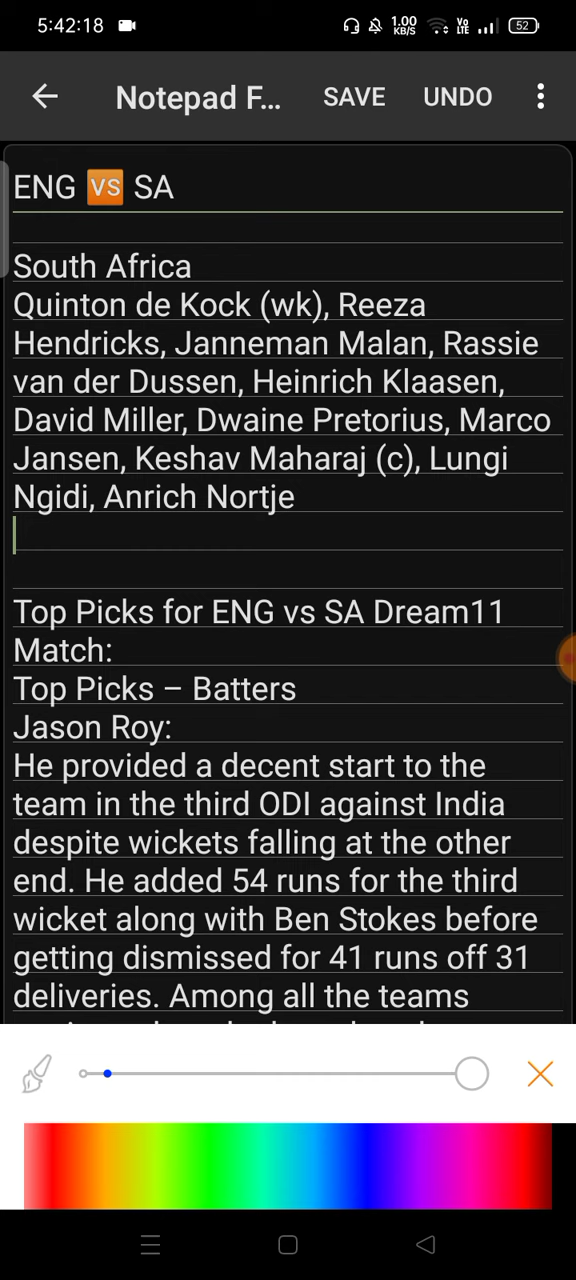 5:42:18
1.00
KB/S
Vo
LTE
52
Notepad F...
SAVE
UNDO
ENG 🆚 SA
South Africa
Quinton de Kock (wk), Reeza
Hendricks, Janneman Malan, Rassie
van der Dussen, Heinrich Klaasen,
David Miller, Dwaine Pretorius, Marco
Jansen, Keshav Maharaj (c), Lungi
Ngidi, Anrich Nortje
Top Picks for ENG vs SA Dream11
Match:
Top Picks – Batters
Jason Roy:
He provided a decent start to the
team in the third ODI against India
despite wickets falling at the other
end. He added 54 runs for the third
wicket along with Ben Stokes before
getting dismissed for 41 runs off 31
deliveries. Among all the teams